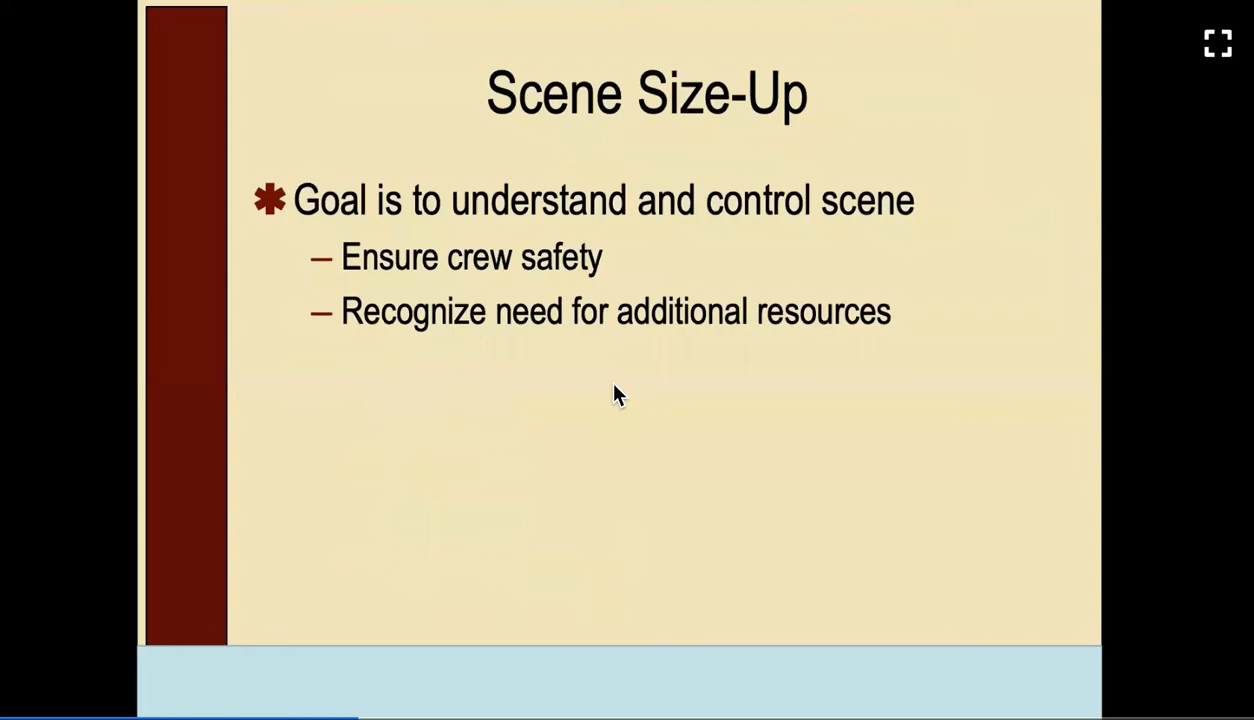 Scene Size-Up
✱ Goal is to understand and control scene
– Ensure crew safety
– Recognize need for additional resources